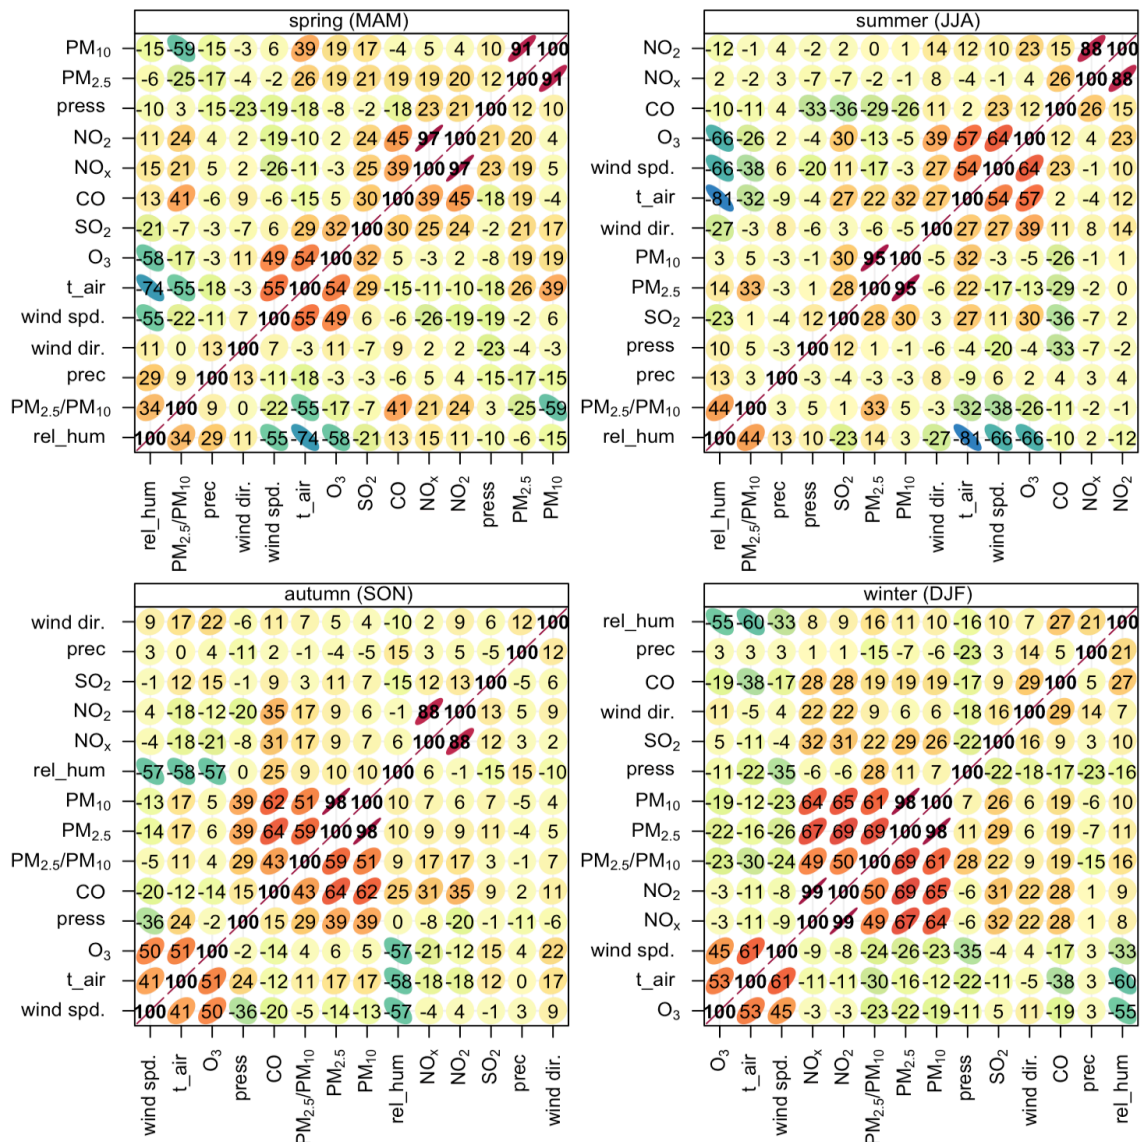 spring (MAM)
PM10 -15 -59 -15 -3 6 39 19 17 -4 5 4 10 91 100
PM2.5 -6 -25 -17 -4 -2 26 19 21 19 19 20 12 100 91
press -10 3 -15 -23 -19 -18 -8 -2 -18 23 21 100 12 10
NO2 11 24 4 2 -19 -10 2 24 45 97 100 21 20 4
NOx 15 21 5 2 -26 -11 -3 25 39 100 97 23 19 5
CO 13 41 -6 9 -6 -15 5 30 100 39 45 -18 19 -4
SO2 -21 -7 -3 -7 6 29 32 100 30 25 24 -2 21 17
O3 -58 -17 -3 11 49 54 100 32 5 -3 2 -8 19 19
t_air -74 -55 -18 -3 55 100 54 29 -15 -11 -10 -18 26 39
wind spd. -55 -22 -11 7 100 55 49 6 -6 -26 -19 -19 -2 6
wind dir. 11 0 13 100 7 -3 11 -7 9 2 2 -23 -4 -3
prec 29 9 100 13 -11 -18 -3 -3 -6 5 4 -15 -17 -15
PM2.5/PM10 34 100 9 0 -22 -55 -17 -7 41 21 24 3 -25 -59
rel_hum 100 34 29 11 -55 -74 -58 -21 13 15 11 -10 -6 -15
rel_hum PM2.5/PM10 prec wind dir. wind spd. t_air O3 SO2 CO NOx NO2 press PM2.5 PM10
summer (JJA)
NO2 -12 -1 4 -2 2 0 1 14 12 10 23 15 88 100
NOx 2 -2 3 -7 -7 -2 -1 8 -4 -1 4 26 100 88
CO -10 -11 4 -33 -36 -29 -26 11 2 23 12 100 26 15
O3 -66 -26 2 -4 30 -13 -5 39 57 64 100 12 4 23
wind spd. -66 -38 6 -20 11 -17 -3 27 54 100 64 23 -1 10
t_air -81 -32 -9 -4 27 22 32 27 100 54 57 2 -4 12
wind dir. -27 -3 8 -6 3 -6 -5 100 27 27 39 11 8 14
PM10 3 5 -3 -1 30 95 100 -5 32 -3 -5 -26 -1 1
PM2.5 14 33 -3 1 28 100 95 -6 22 -17 -13 -29 -2 0
SO2 -23 1 -4 12 100 28 30 3 27 11 30 -36 -7 2
press 10 5 -3 100 12 1 -1 -6 -4 -20 -4 -33 -7 -2
prec 13 3 100 -3 -4 -3 -3 8 -9 6 2 4 3 4
PM2.5/PM10 44 100 3 5 1 33 5 -3 -32 -38 -26 -11 -2 -1
rel_hum 100 44 13 10 -23 14 3 -27 -81 -66 -66 -10 2 -12
rel_hum PM2.5/PM10 prec press SO2 PM2.5 PM10 wind dir. t_air wind spd. O3 CO NOx NO2
autumn (SON)
wind dir. 9 17 22 -6 11 7 5 4 -10 2 9 6 12 100
prec 3 0 4 -11 2 -1 -4 -5 15 3 5 -5 100 12
SO2 -1 12 15 -1 9 3 11 7 -15 12 13 100 -5 6
NO2 4 -18 -12 -20 35 17 9 6 -1 88 100 13 5 9
NOx -4 -18 -21 -8 31 17 9 7 6 100 88 12 3 2
rel_hum -57 -58 -57 0 25 9 10 10 100 6 -1 -15 15 -10
PM10 -13 17 5 39 62 51 98 100 10 7 6 7 -5 4
PM2.5 -14 17 6 39 64 59 100 98 10 9 9 11 -4 5
PM2.5/PM10 -5 11 4 29 43 100 59 51 9 17 17 3 -1 7
CO -20 -12 -14 15 100 43 64 62 25 31 35 9 2 11
press -36 24 -2 100 15 29 39 39 0 -8 -20 -1 -11 -6
O3 50 51 100 -2 -14 4 6 5 -57 -21 -12 15 4 22
t_air 41 100 51 24 -12 11 17 17 -58 -18 -18 12 0 17
wind spd. 100 41 50 -36 -20 -5 -14 -13 -57 -4 4 -1 3 9
wind spd. t_air O3 press CO PM2.5/PM10 PM2.5 PM10 rel_hum NOx NO2 SO2 prec wind dir.
winter (DJF)
rel_hum -55 -60 -33 8 9 16 11 10 -16 10 7 27 21 100
prec 3 3 3 1 1 -15 -7 -6 -23 3 14 5 100 21
CO -19 -38 -17 28 28 19 19 19 -17 9 29 100 5 27
wind dir. 11 -5 4 22 22 9 6 6 -18 16 100 29 14 7
SO2 5 -11 -4 32 31 22 29 26 -22 100 16 9 3 10
press -11 -22 -35 -6 -6 28 11 7 100 -22 -18 -17 -23 -16
PM10 -19 -12 -23 64 65 61 98 100 7 26 6 19 -6 10
PM2.5 -22 -16 -26 67 69 69 100 98 11 29 6 19 -7 11
PM2.5/PM10 -23 -30 -24 49 50 100 69 61 28 22 9 19 -15 16
NO2 -3 -11 -8 99 100 50 69 65 -6 31 22 28 1 9
NOx -3 -11 -9 100 99 49 67 64 -6 32 22 28 1 8
wind spd. 45 61 100 -9 -8 -24 -26 -23 -35 -4 4 -17 3 -33
t_air 53 100 61 -11 -11 -30 -16 -12 -22 -11 -5 -38 3 -60
O3 100 53 45 -3 -3 -23 -22 -19 -11 5 11 -19 3 -55
O3 t_air wind spd. NOx NO2 PM2.5/PM10 PM2.5 PM10 press SO2 wind dir. CO prec rel_hum